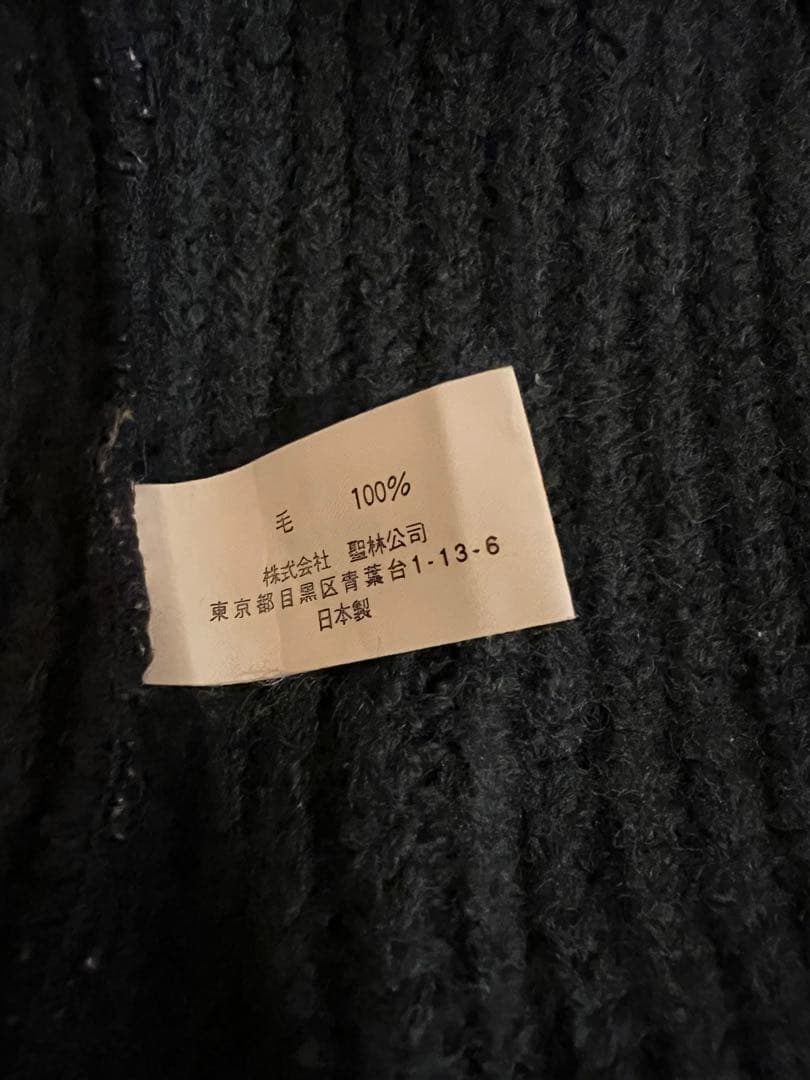 毛 100%
株式会社 聖林公司
東京都目黒区青葉台1-13-6
日本製